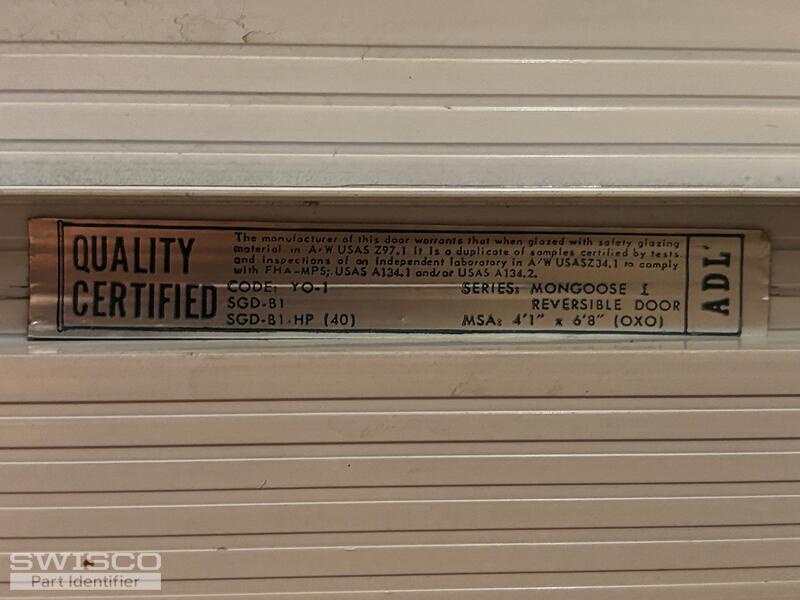 QUALITY
CERTIFIED
The manufacturer of this door warrants that when glazed with safety glazing
material in A/W USAS Z97.1 it is a duplicate of samples certified by tests
and inspections of an Independent laboratory in A/W USASZ34.1 to comply
with FHA-MPS; USAS A134.1 and/or USAS A134.2.
CODE: YO-1
SGD-B1
SGD-B1-HP (40)
SERIES: MONGOOSE I
REVERSIBLE DOOR
MSA: 4'1" x 6'8" (OXO)
ADL
SWISCO
Part Identifier